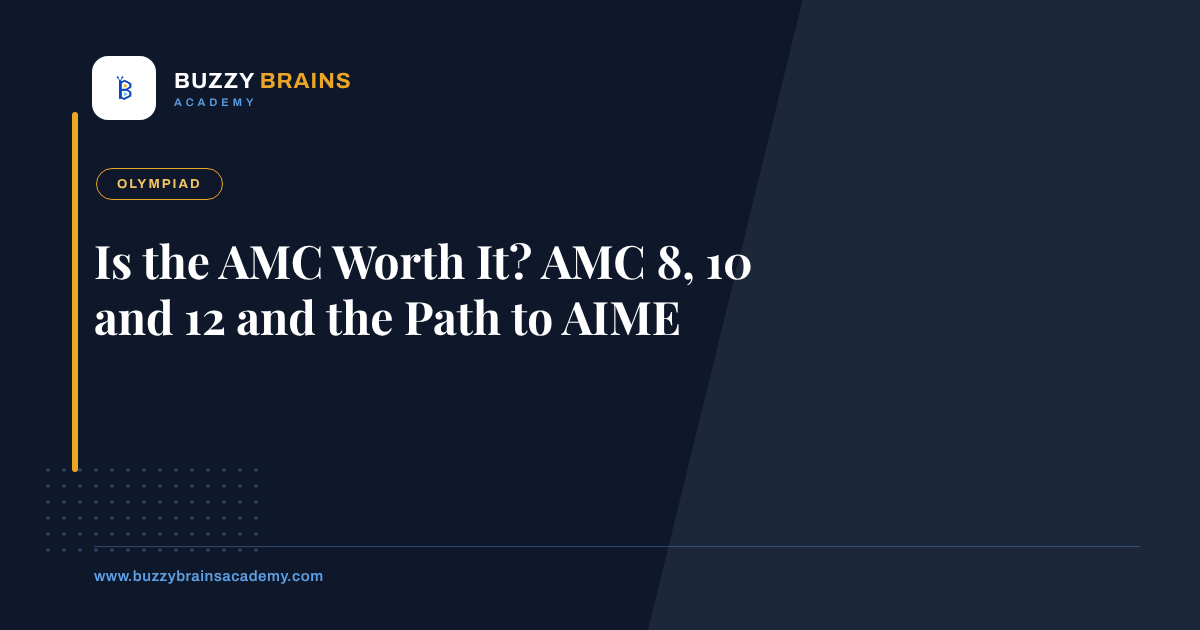 BUZZY BRAINS
ACADEMY
OLYMPIAD
Is the AMC Worth It? AMC 8, 10
and 12 and the Path to AIME
www.buzzybrainsacademy.com